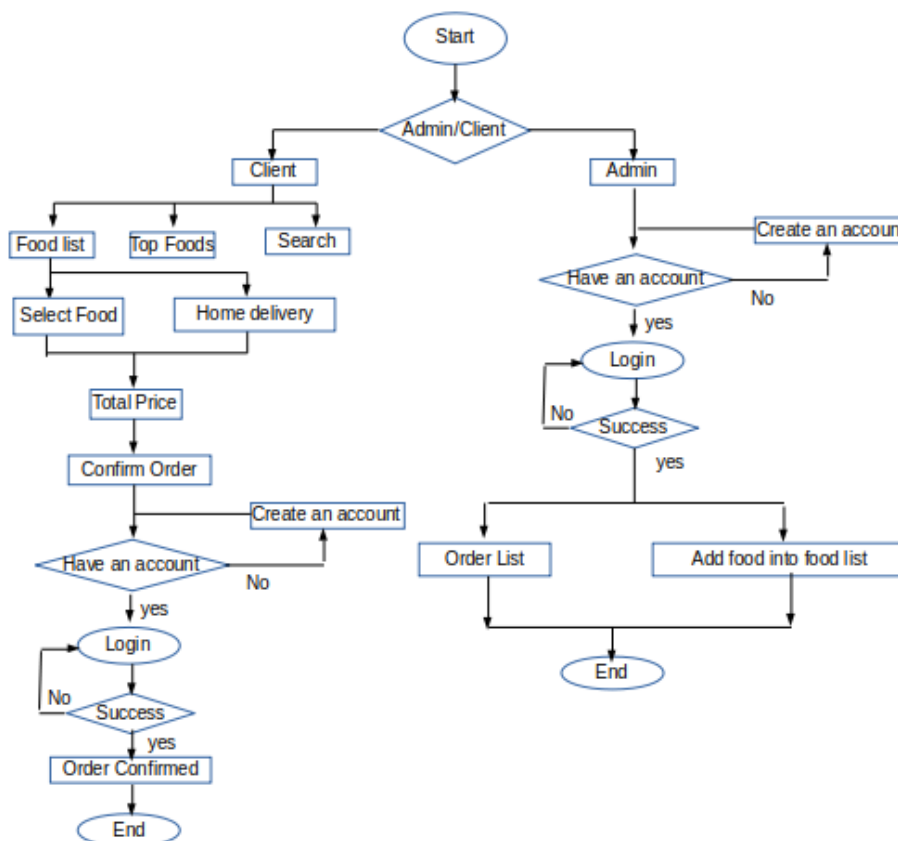 Start
Admin/Client
Client
Admin
Food list
Top Foods
Search
Create an account
Have an account
No
Select Food
Home delivery
yes
Login
Total Price
No
Success
yes
Confirm Order
Create an account
Order List
Add food into food list
Have an account
No
yes
Login
End
No
Success
yes
Order Confirmed
End